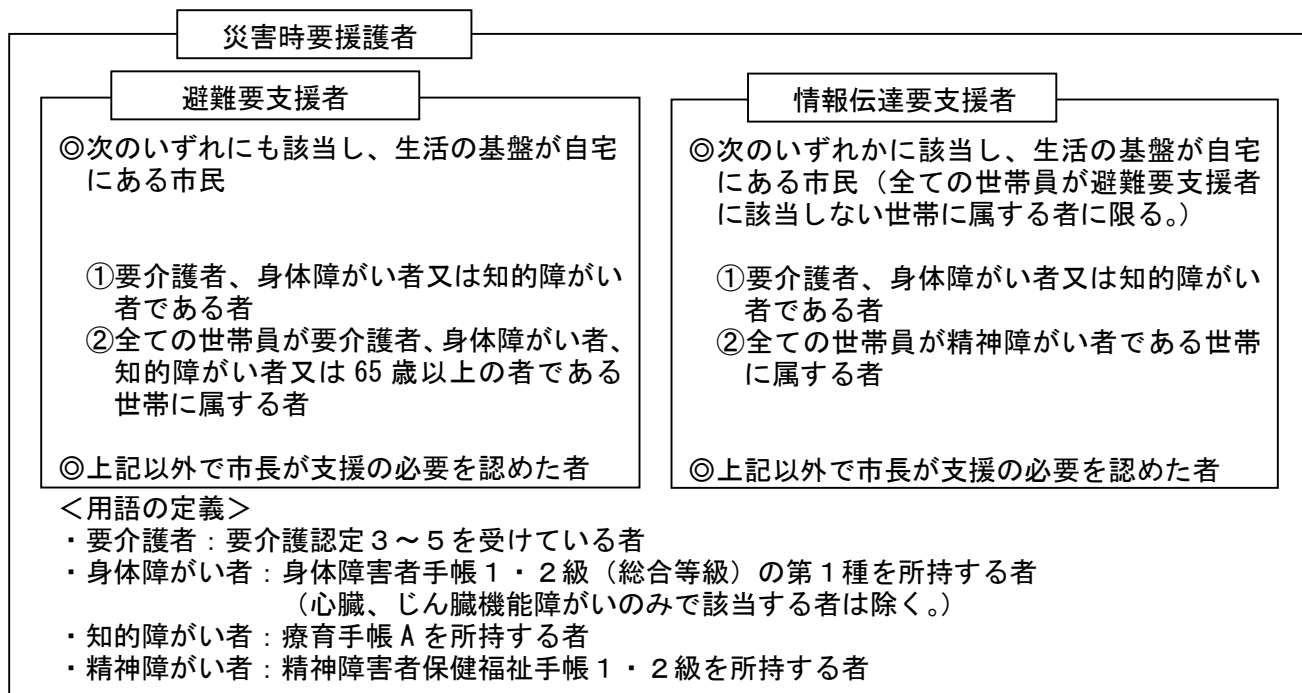 災害時要援護者
避難要支援者
◎次のいずれにも該当し、生活の基盤が自宅
にある市民
①要介護者、身体障がい者又は知的障がい
者である者
②全ての世帯員が要介護者、身体障がい者、
知的障がい者又は65歳以上の者である
世帯に属する者
◎上記以外で市長が支援の必要を認めた者
情報伝達要支援者
◎次のいずれかに該当し、生活の基盤が自宅
にある市民（全ての世帯員が避難要支援者
に該当しない世帯に属する者に限る。）
①要介護者、身体障がい者又は知的障がい
者である者
②全ての世帯員が精神障がい者である世帯
に属する者
◎上記以外で市長が支援の必要を認めた者
＜用語の定義＞
・要介護者：要介護認定３～５を受けている者
・身体障がい者：身体障害者手帳１・２級（総合等級）の第１種を所持する者
（心臓、じん臓機能障がいのみで該当する者は除く。）
・知的障がい者：療育手帳Aを所持する者
・精神障がい者：精神障害者保健福祉手帳１・２級を所持する者